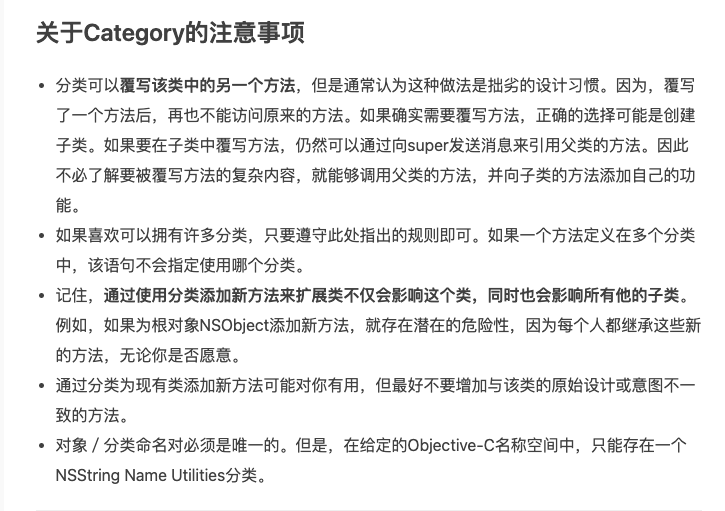 关于Category的注意事项
• 分类可以覆写该类中的另一个方法，但是通常认为这种做法是拙劣的设计习惯。因为，覆写
了一个方法后，再也不能访问原来的方法。如果确实需要覆写方法，正确的选择可能是创建
子类。如果要在子类中覆写方法，仍然可以通过向super发送消息来引用父类的方法。因此
不必了解要被覆写方法的复杂内容，就能够调用父类的方法，并向子类的方法添加自己的功
能。
• 如果喜欢可以拥有许多分类，只要遵守此处指出的规则即可。如果一个方法定义在多个分类
中，该语句不会指定使用哪个分类。
• 记住，通过使用分类添加新方法来扩展类不仅会影响这个类，同时也会影响所有他的子类。
例如，如果为根对象NSObject添加新方法，就存在潜在的危险性，因为每个人都继承这些新
的方法，无论你是否愿意。
• 通过分类为现有类添加新方法可能对你有用，但最好不要增加与该类的原始设计或意图不一
致的方法。
• 对象 / 分类命名对必须是唯一的。但是，在给定的Objective-C名称空间中，只能存在一个
NSString Name Utilities分类。